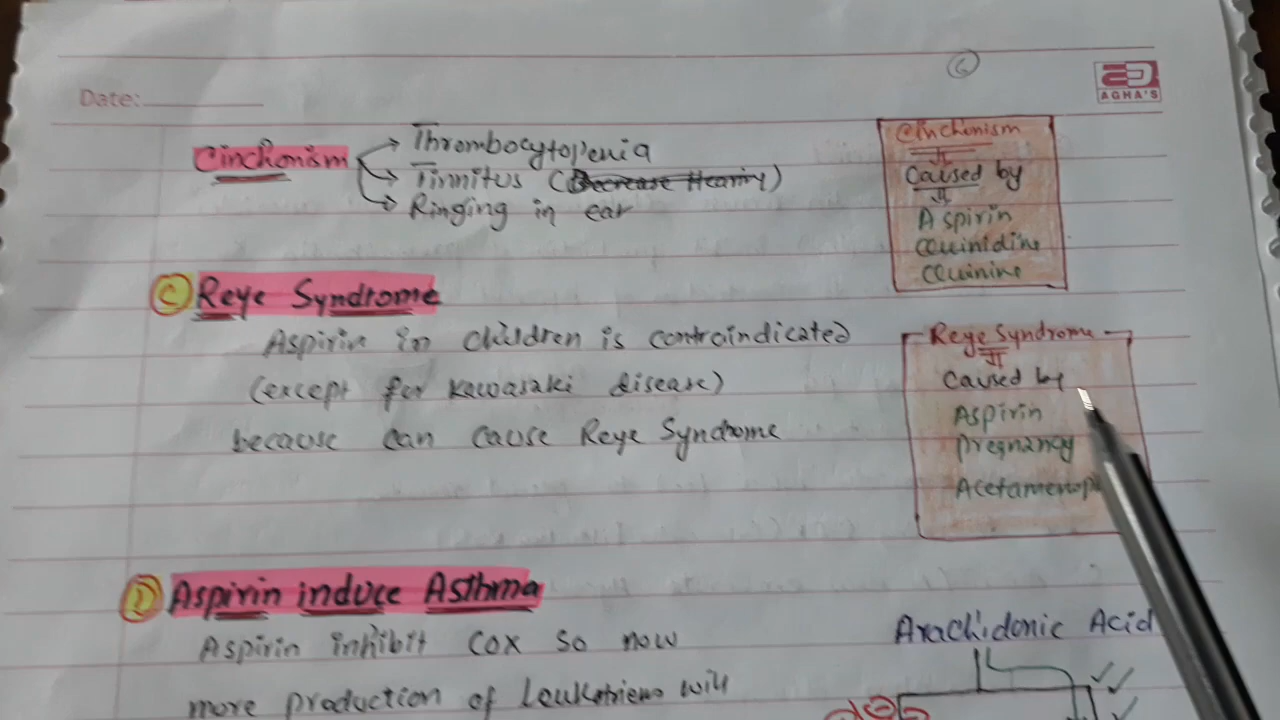 6
AGHA'S
Date:
Cinchonism
Thrombocytopenia
Tinnitus (Decrease Hearing)
Ringing in ear
Cinchonism
Caused by
Aspirin
Quinidine
Quinine
C Reye Syndrome
Aspirin in children is contraindicated
(except for Kawasaki disease)
because can cause Reye Syndrome
Reye Syndrome
Caused by
Aspirin
Pregnancy
D Aspirin induce Asthma
Aspirin inhibit COX so now
more production of Leukotriens will
Arachidonic Acid